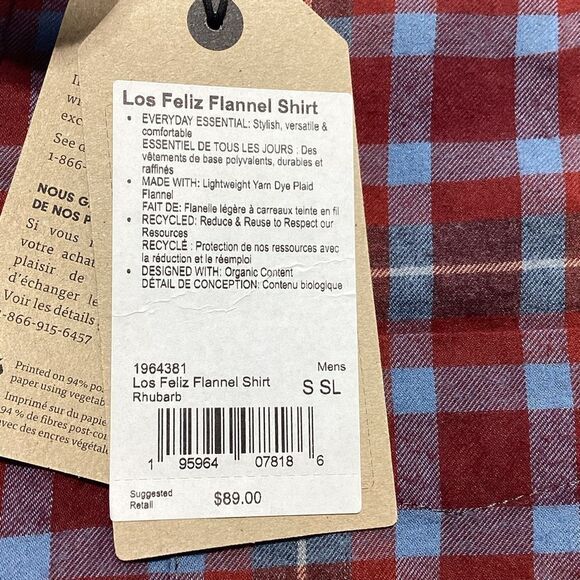 Los Feliz Flannel Shirt
• EVERYDAY ESSENTIAL: Stylish, versatile &
comfortable
ESSENTIEL DE TOUS LES JOURS : Des
vêtements de base polyvalents, durables et
raffinés
• MADE WITH: Lightweight Yarn Dye Plaid
Flannel
FAIT DE: Flanelle légère à carreaux teinte en fil
• RECYCLED: Reduce & Reuse to Respect our
Resources
RECYCLÉ : Protection de nos ressources avec
la réduction et le réemploi
• DESIGNED WITH: Organic Content
DÉTAIL DE CONCEPTION: Contenu biologique
1964381 Mens
Los Feliz Flannel Shirt S SL
Rhubarb
1 95964 07818 6
Suggested
Retail $89.00
See d
1-866-
NOUS G
DE NOS P
Si vous
votre achat
plaisir de
d'échanger le
Voir les détails
-866-915-6457
Printed on 94% po
paper using vegetab
Imprimé sur du papie
94 % de fibres post-con
avec des encres végétale